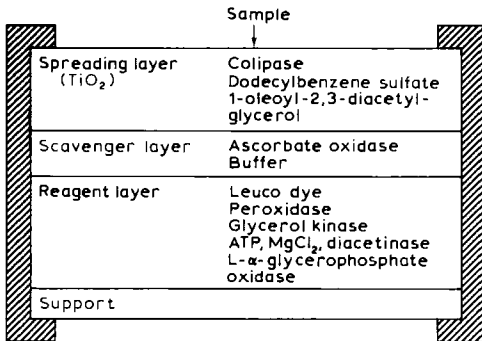 Sample
Spreading layer
(TiO₂)
Colipase
Dodecylbenzene sulfate
1-oleoyl-2,3-diacetyl-
glycerol
Scavenger layer
Ascorbate oxidase
Buffer
Reagent layer
Leuco dye
Peroxidase
Glycerol kinase
ATP, MgCl₂, diacetinase
L-α-glycerophosphate
oxidase
Support